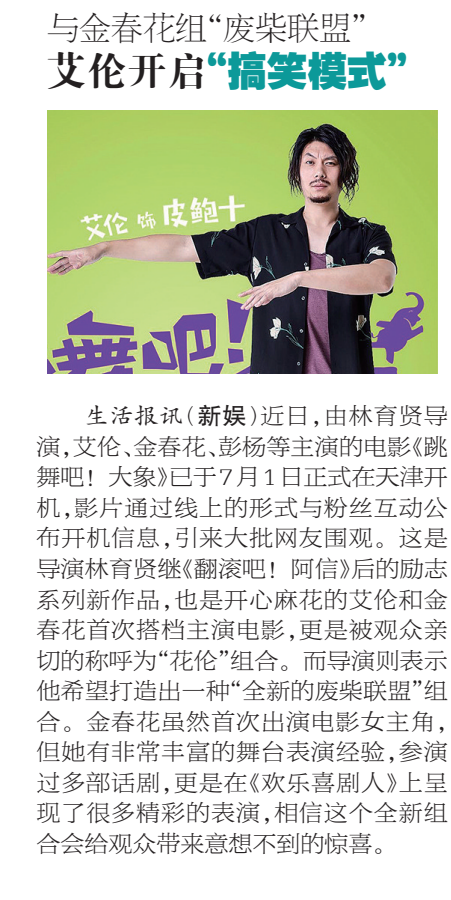 与金春花组“废柴联盟”
艾伦开启“搞笑模式”
艾伦 饰 皮鲍十
舞吧！
生活报讯(新娱)近日,由林育贤导
演,艾伦、金春花、彭杨等主演的电影《跳
舞吧！大象》已于7月1日正式在天津开
机,影片通过线上的形式与粉丝互动公
布开机信息,引来大批网友围观。这是
导演林育贤继《翻滚吧！阿信》后的励志
系列新作品,也是开心麻花的艾伦和金
春花首次搭档主演电影,更是被观众亲
切的称呼为“花伦”组合。而导演则表示
他希望打造出一种“全新的废柴联盟”组
合。金春花虽然首次出演电影女主角,
但她有非常丰富的舞台表演经验,参演
过多部话剧,更是在《欢乐喜剧人》上呈
现了很多精彩的表演,相信这个全新组
合会给观众带来意想不到的惊喜。